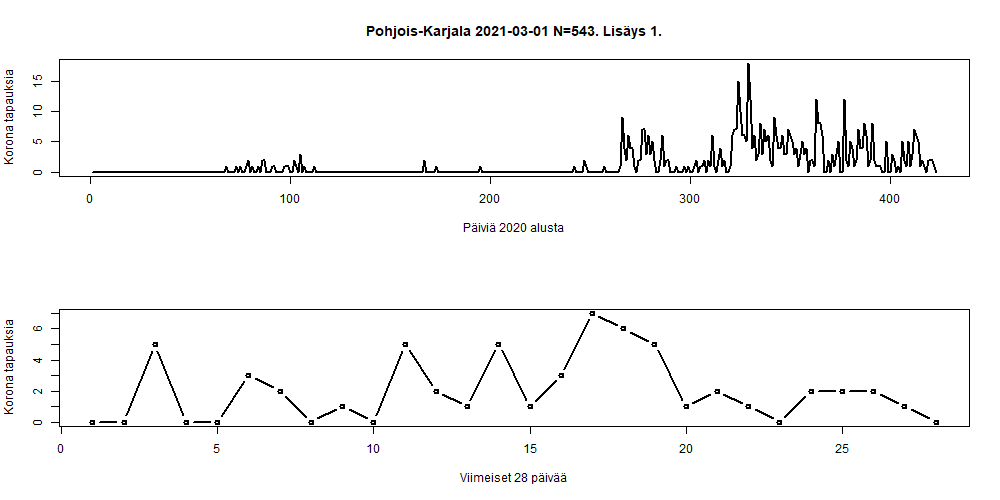 Pohjois-Karjala 2021-03-01 N=543. Lisäys 1.
Korona tapauksia
0 5 10 15
0 100 200 300 400
Päiviä 2020 alusta
Korona tapauksia
0 2 4 6
0 5 10 15 20 25
Viimeiset 28 päivää